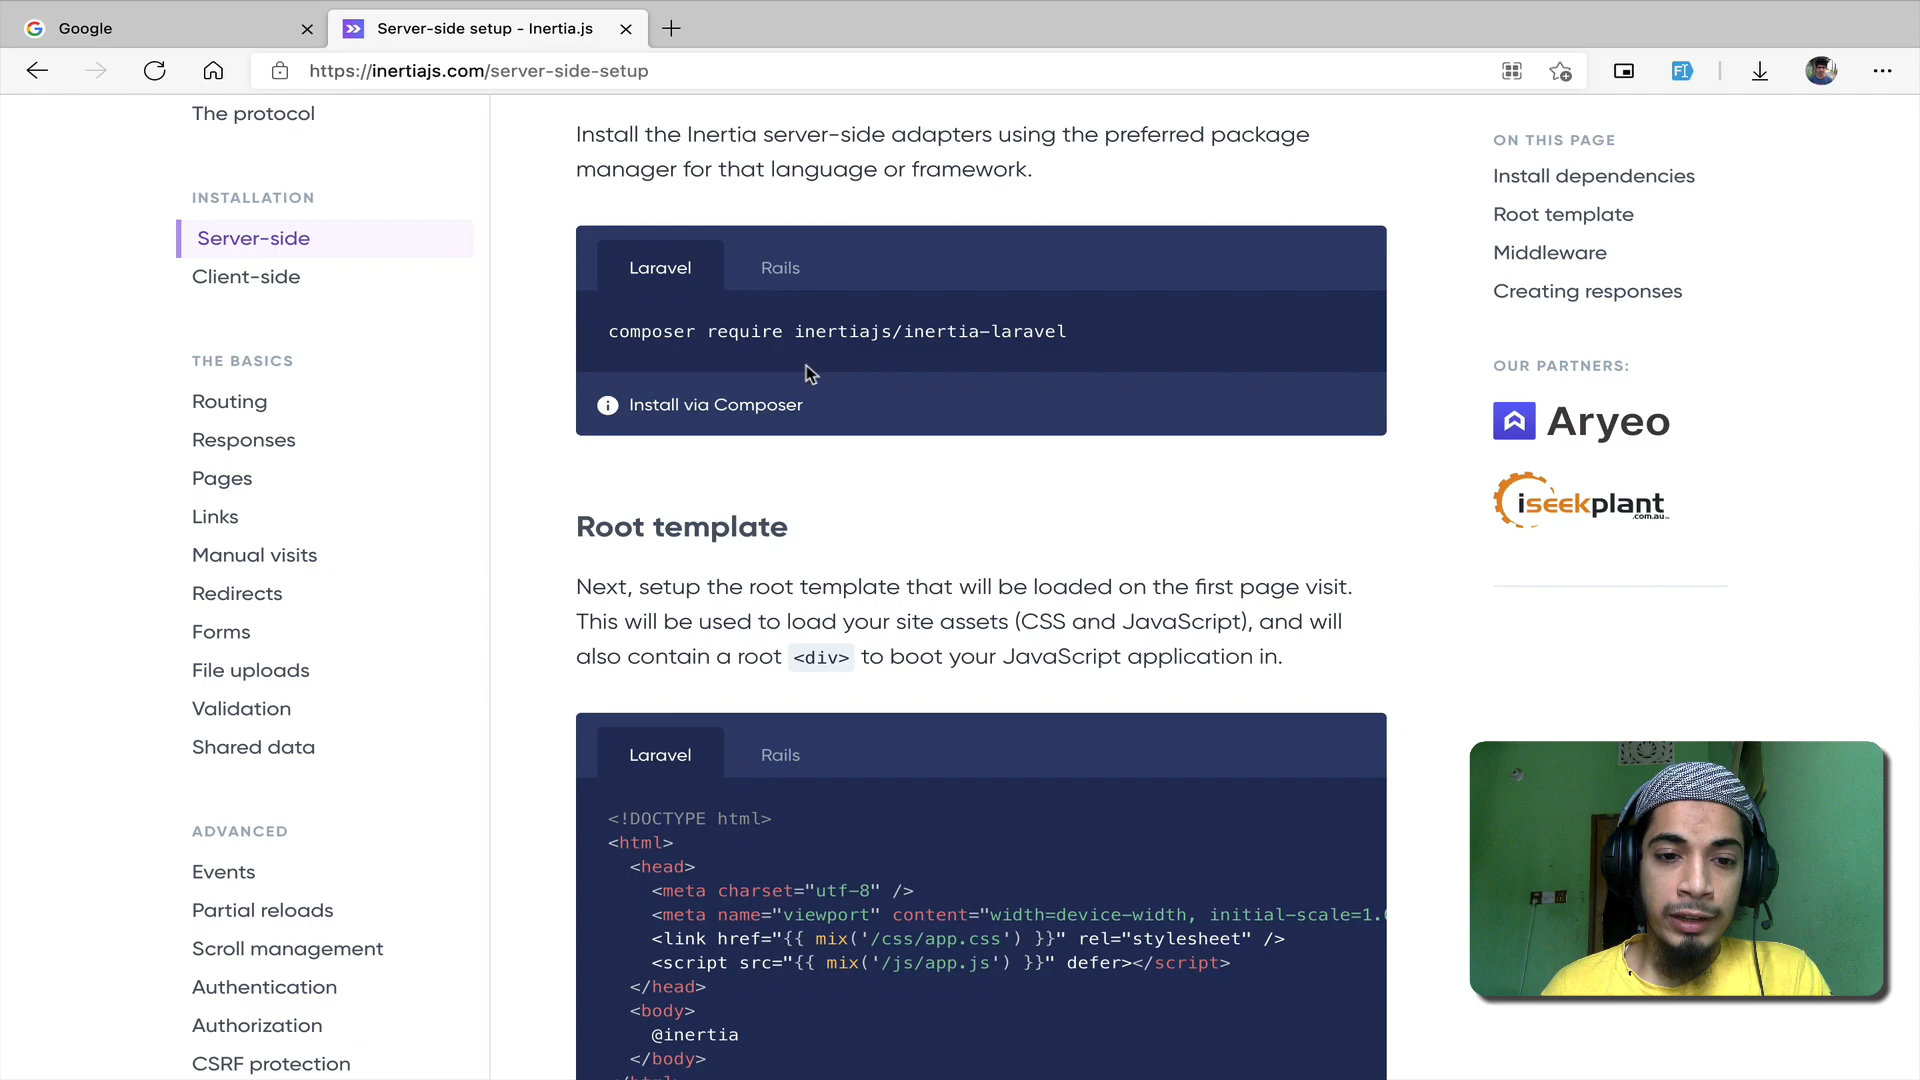 Google
Server-side setup - Inertia.js
https://inertiajs.com/server-side-setup
The protocol
INSTALLATION
Server-side
Client-side
THE BASICS
Routing
Responses
Pages
Links
Manual visits
Redirects
Forms
File uploads
Validation
Shared data
ADVANCED
Events
Partial reloads
Scroll management
Authentication
Authorization
CSRF protection
Install the Inertia server-side adapters using the preferred package
manager for that language or framework.
Laravel Rails
composer require inertiajs/inertia-laravel
Install via Composer
Root template
Next, setup the root template that will be loaded on the first page visit.
This will be used to load your site assets (CSS and JavaScript), and will
also contain a root <div> to boot your JavaScript application in.
Laravel Rails
<!DOCTYPE html>
<html>
<head>
<meta charset="utf-8" />
<meta name="viewport" content="width=device-width, initial-scale=1.0
<link href="{{ mix('/css/app.css') }}" rel="stylesheet" />
<script src="{{ mix('/js/app.js') }}" defer></script>
</head>
<body>
@inertia
</body>
ON THIS PAGE
Install dependencies
Root template
Middleware
Creating responses
OUR PARTNERS:
Aryeo
iseekplant
.com.au